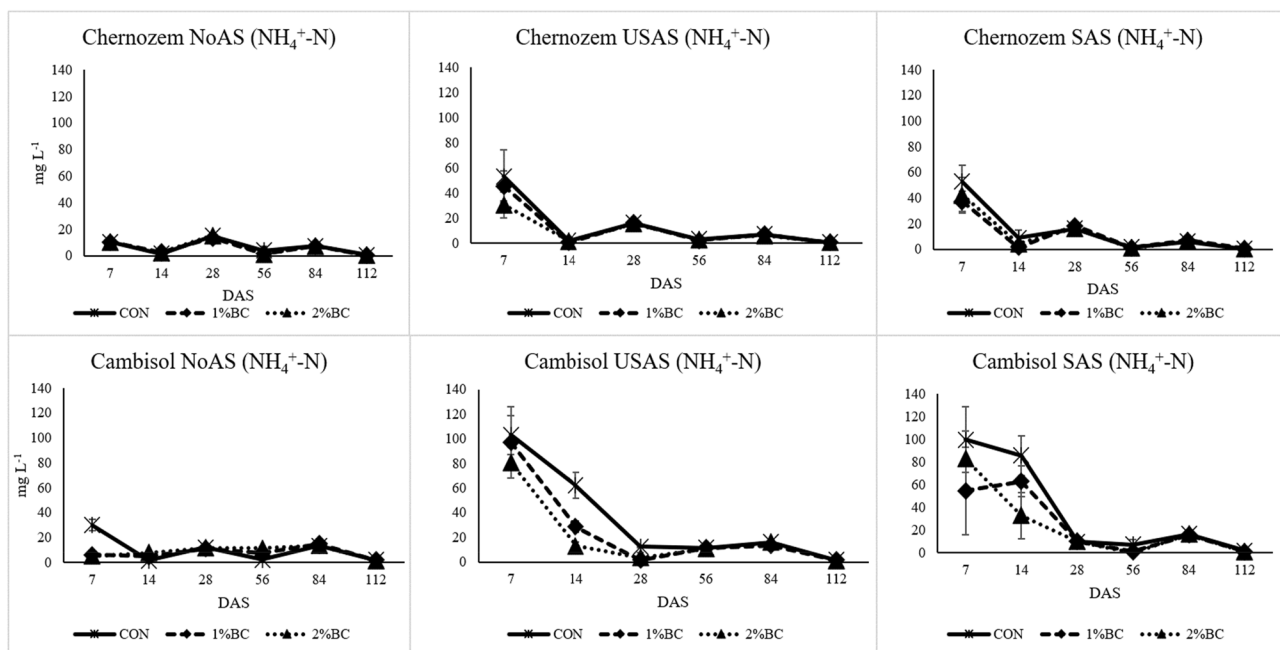 Chernozem NoAS (NH₄⁺-N)
140
120
100
80
60
40
20
0
mg L⁻¹
7 14 28 56 84 112
DAS
CON 1%BC 2%BC
Chernozem USAS (NH₄⁺-N)
140
120
100
80
60
40
20
0
7 14 28 56 84 112
DAS
CON 1%BC 2%BC
Chernozem SAS (NH₄⁺-N)
140
120
100
80
60
40
20
0
7 14 28 56 84 112
DAS
CON 1%BC 2%BC
Cambisol NoAS (NH₄⁺-N)
140
120
100
80
60
40
20
0
mg L⁻¹
7 14 28 56 84 112
DAS
CON 1%BC 2%BC
Cambisol USAS (NH₄⁺-N)
140
120
100
80
60
40
20
0
7 14 28 56 84 112
DAS
CON 1%BC 2%BC
Cambisol SAS (NH₄⁺-N)
140
120
100
80
60
40
20
0
7 14 28 56 84 112
DAS
CON 1%BC 2%BC